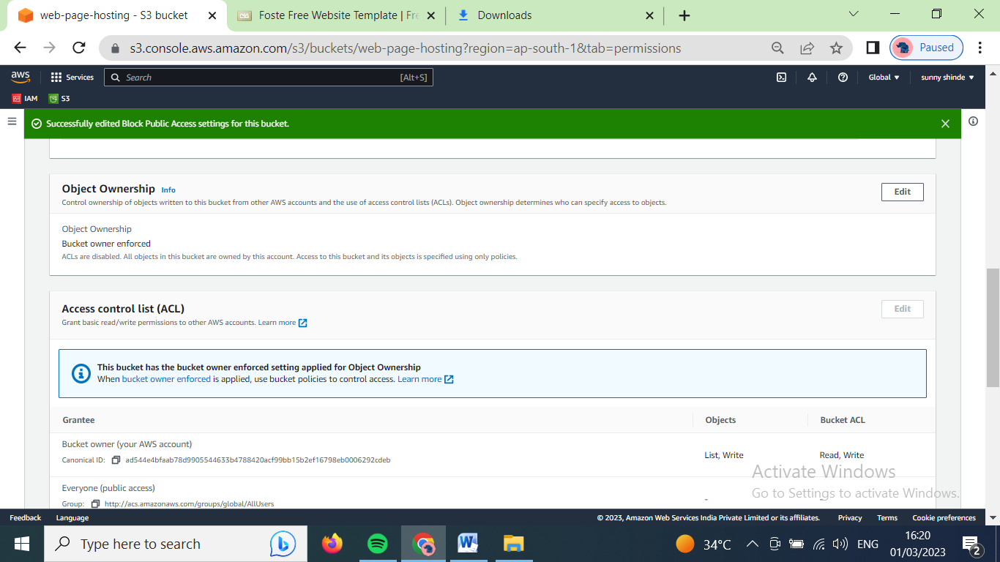 web-page-hosting - S3 bucket
Foste Free Website Template | Fre
Downloads
s3.console.aws.amazon.com/s3/buckets/web-page-hosting?region=ap-south-1&tab=permissions
Paused
aws
Services
Search
[Alt+S]
Global
sunny shinde
IAM
S3
Successfully edited Block Public Access settings for this bucket.
Object Ownership Info
Edit
Control ownership of objects written to this bucket from other AWS accounts and the use of access control lists (ACLs). Object ownership determines who can specify access to objects.
Object Ownership
Bucket owner enforced
ACLs are disabled. All objects in this bucket are owned by this account. Access to this bucket and its objects is specified using only policies.
Access control list (ACL)
Edit
Grant basic read/write permissions to other AWS accounts. Learn more
This bucket has the bucket owner enforced setting applied for Object Ownership
When bucket owner enforced is applied, use bucket policies to control access. Learn more
Grantee
Objects
Bucket ACL
Bucket owner (your AWS account)
Canonical ID: ad544e4bfaab78d9905544633b4788420acf99bb15b2ef16798eb0006292cdeb
List, Write
Read, Write
Everyone (public access)
Group: http://acs.amazonaws.com/groups/global/AllUsers
-
-
Activate Windows
Go to Settings to activate Windows.
Feedback
Language
© 2023, Amazon Web Services India Private Limited or its affiliates.
Privacy
Terms
Cookie preferences
Type here to search
34°C
ENG
16:20
01/03/2023
2